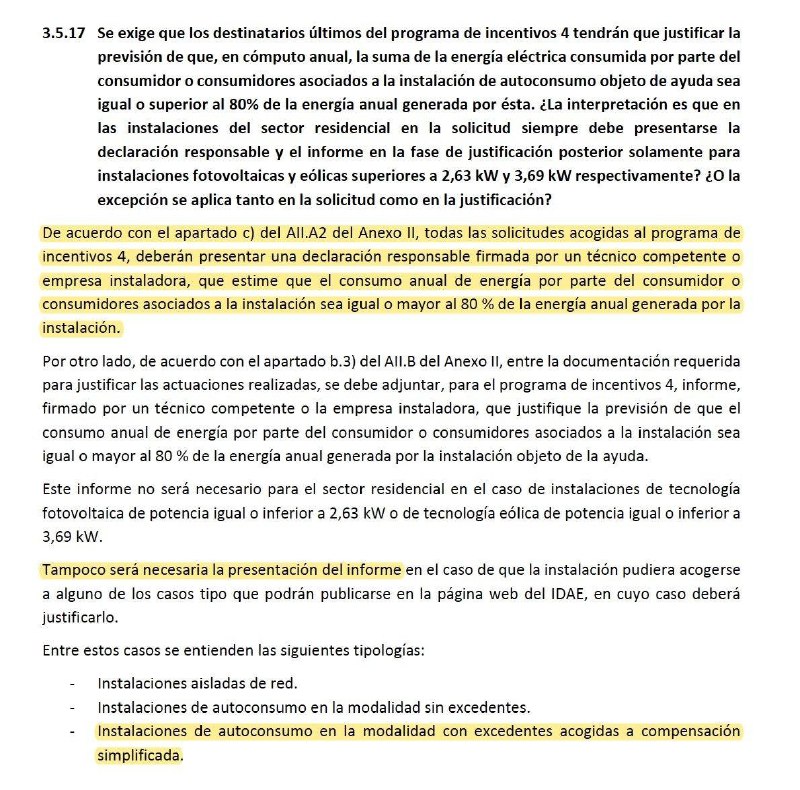 3.5.17 Se exige que los destinatarios últimos del programa de incentivos 4 tendrán que justificar la
previsión de que, en cómputo anual, la suma de la energía eléctrica consumida por parte del
consumidor o consumidores asociados a la instalación de autoconsumo objeto de ayuda sea
igual o superior al 80% de la energía anual generada por ésta. ¿La interpretación es que en
las instalaciones del sector residencial en la solicitud siempre debe presentarse la
declaración responsable y el informe en la fase de justificación posterior solamente para
instalaciones fotovoltaicas y eólicas superiores a 2,63 kW y 3,69 kW respectivamente? ¿O la
excepción se aplica tanto en la solicitud como en la justificación?
De acuerdo con el apartado c) del AII.A2 del Anexo II, todas las solicitudes acogidas al programa de
incentivos 4, deberán presentar una declaración responsable firmada por un técnico competente o
empresa instaladora, que estime que el consumo anual de energía por parte del consumidor o
consumidores asociados a la instalación sea igual o mayor al 80 % de la energía anual generada por la
instalación.
Por otro lado, de acuerdo con el apartado b.3) del AII.B del Anexo II, entre la documentación requerida
para justificar las actuaciones realizadas, se debe adjuntar, para el programa de incentivos 4, informe,
firmado por un técnico competente o la empresa instaladora, que justifique la previsión de que el
consumo anual de energía por parte del consumidor o consumidores asociados a la instalación sea
igual o mayor al 80 % de la energía anual generada por la instalación objeto de la ayuda.
Este informe no será necesario para el sector residencial en el caso de instalaciones de tecnología
fotovoltaica de potencia igual o inferior a 2,63 kW o de tecnología eólica de potencia igual o inferior a
3,69 kW.
Tampoco será necesaria la presentación del informe en el caso de que la instalación pudiera acogerse
a alguno de los casos tipo que podrán publicarse en la página web del IDAE, en cuyo caso deberá
justificarlo.
Entre estos casos se entienden las siguientes tipologías:
- Instalaciones aisladas de red.
- Instalaciones de autoconsumo en la modalidad sin excedentes.
- Instalaciones de autoconsumo en la modalidad con excedentes acogidas a compensación
simplificada.